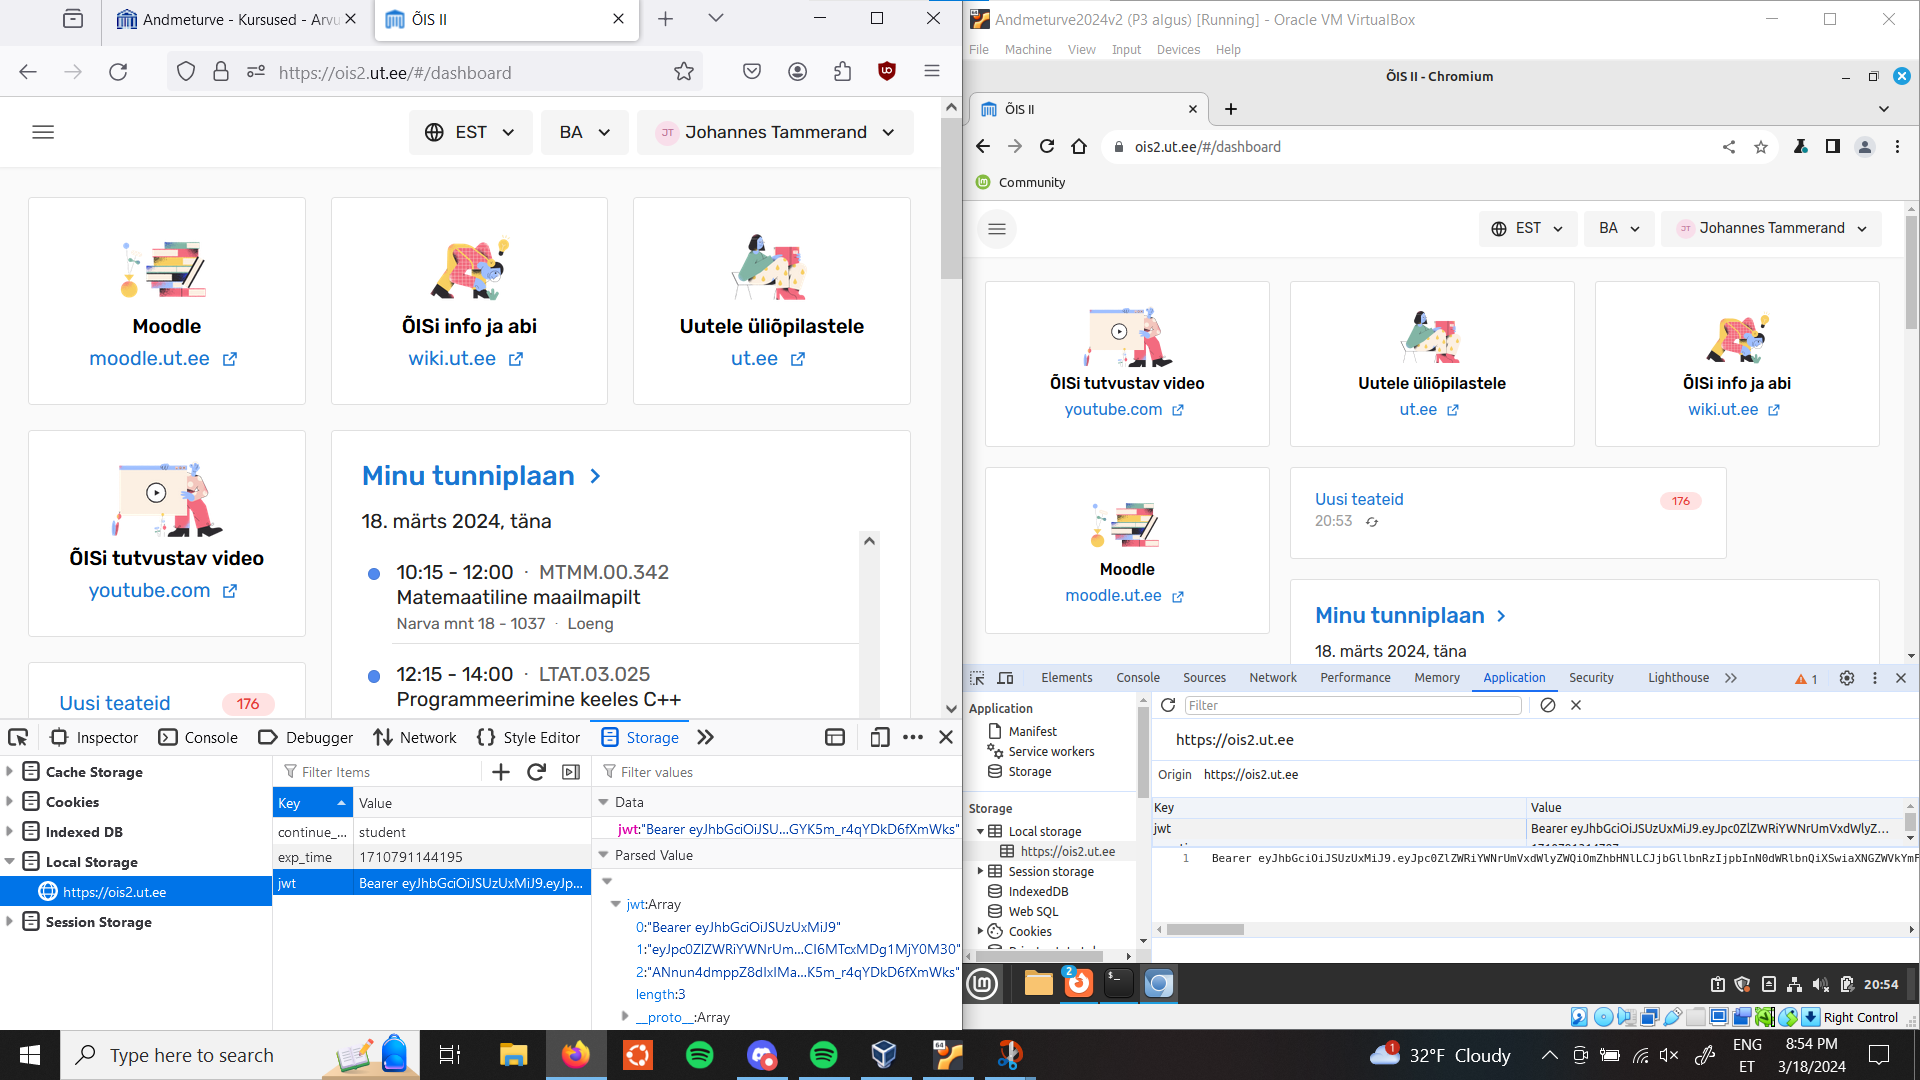 Andmeturve - Kursused - Arvu
ÕIS II
https://ois2.ut.ee/#/dashboard
EST
BA
JT Johannes Tammerand
Moodle
moodle.ut.ee
ÕISi info ja abi
wiki.ut.ee
Uutele üliõpilastele
ut.ee
ÕISi tutvustav video
youtube.com
Uusi teateid 176
Minu tunniplaan
18. märts 2024, täna
10:15 - 12:00 · MTMM.00.342
Matemaatiline maailmapilt
Narva mnt 18 - 1037 · Loeng
12:15 - 14:00 · LTAT.03.025
Programmeerimine keeles C++
Inspector Console Debugger Network Style Editor Storage
Cache Storage
Cookies
Indexed DB
Local Storage
https://ois2.ut.ee
Session Storage
Filter Items
Key Value
continue_... student
exp_time 1710791144195
jwt Bearer eyJhbGciOiJSUzUxMiJ9.eyJp...
Filter values
Data
jwt:"Bearer eyJhbGciOiJSU...GYK5m_r4qYDkD6fXmWks"
Parsed Value
jwt:Array
0:"Bearer eyJhbGciOiJSUzUxMiJ9"
1:"eyJpc0ZlZWRiYWNrUm...CI6MTcxMDg1MjY0M30"
2:"ANnun4dmppZ8dIxIMa...K5m_r4qYDkD6fXmWks"
length:3
__proto__:Array
Andmeturve2024v2 (P3 algus) [Running] - Oracle VM VirtualBox
File Machine View Input Devices Help
ÕIS II - Chromium
ÕIS II
ois2.ut.ee/#/dashboard
Community
EST
BA
JT Johannes Tammerand
ÕISi tutvustav video
youtube.com
Uutele üliõpilastele
ut.ee
ÕISi info ja abi
wiki.ut.ee
Moodle
moodle.ut.ee
Uusi teateid 176
20:53
Minu tunniplaan
18. märts 2024, täna
Elements Console Sources Network Performance Memory Application Security Lighthouse 1
Application
Manifest
Service workers
Storage
Storage
Local storage
https://ois2.ut.ee
Session storage
IndexedDB
Web SQL
Cookies
Filter
https://ois2.ut.ee
Origin https://ois2.ut.ee
Key Value
jwt Bearer eyJhbGciOiJSUzUxMiJ9.eyJpc0ZlZWRiYWNrUmVxdWlyZ...
1 Bearer eyJhbGciOiJSUzUxMiJ9.eyJpc0ZlZWRiYWNrUmVxdWlyZWQiOmZhbHNlLCJjbGllbnRzIjpbInN0dWRlbnQiXSwiaXNGZWVkYmF
2
20:54
Right Control
Type here to search
64
1
32°F Cloudy
ENG
ET
8:54 PM
3/18/2024